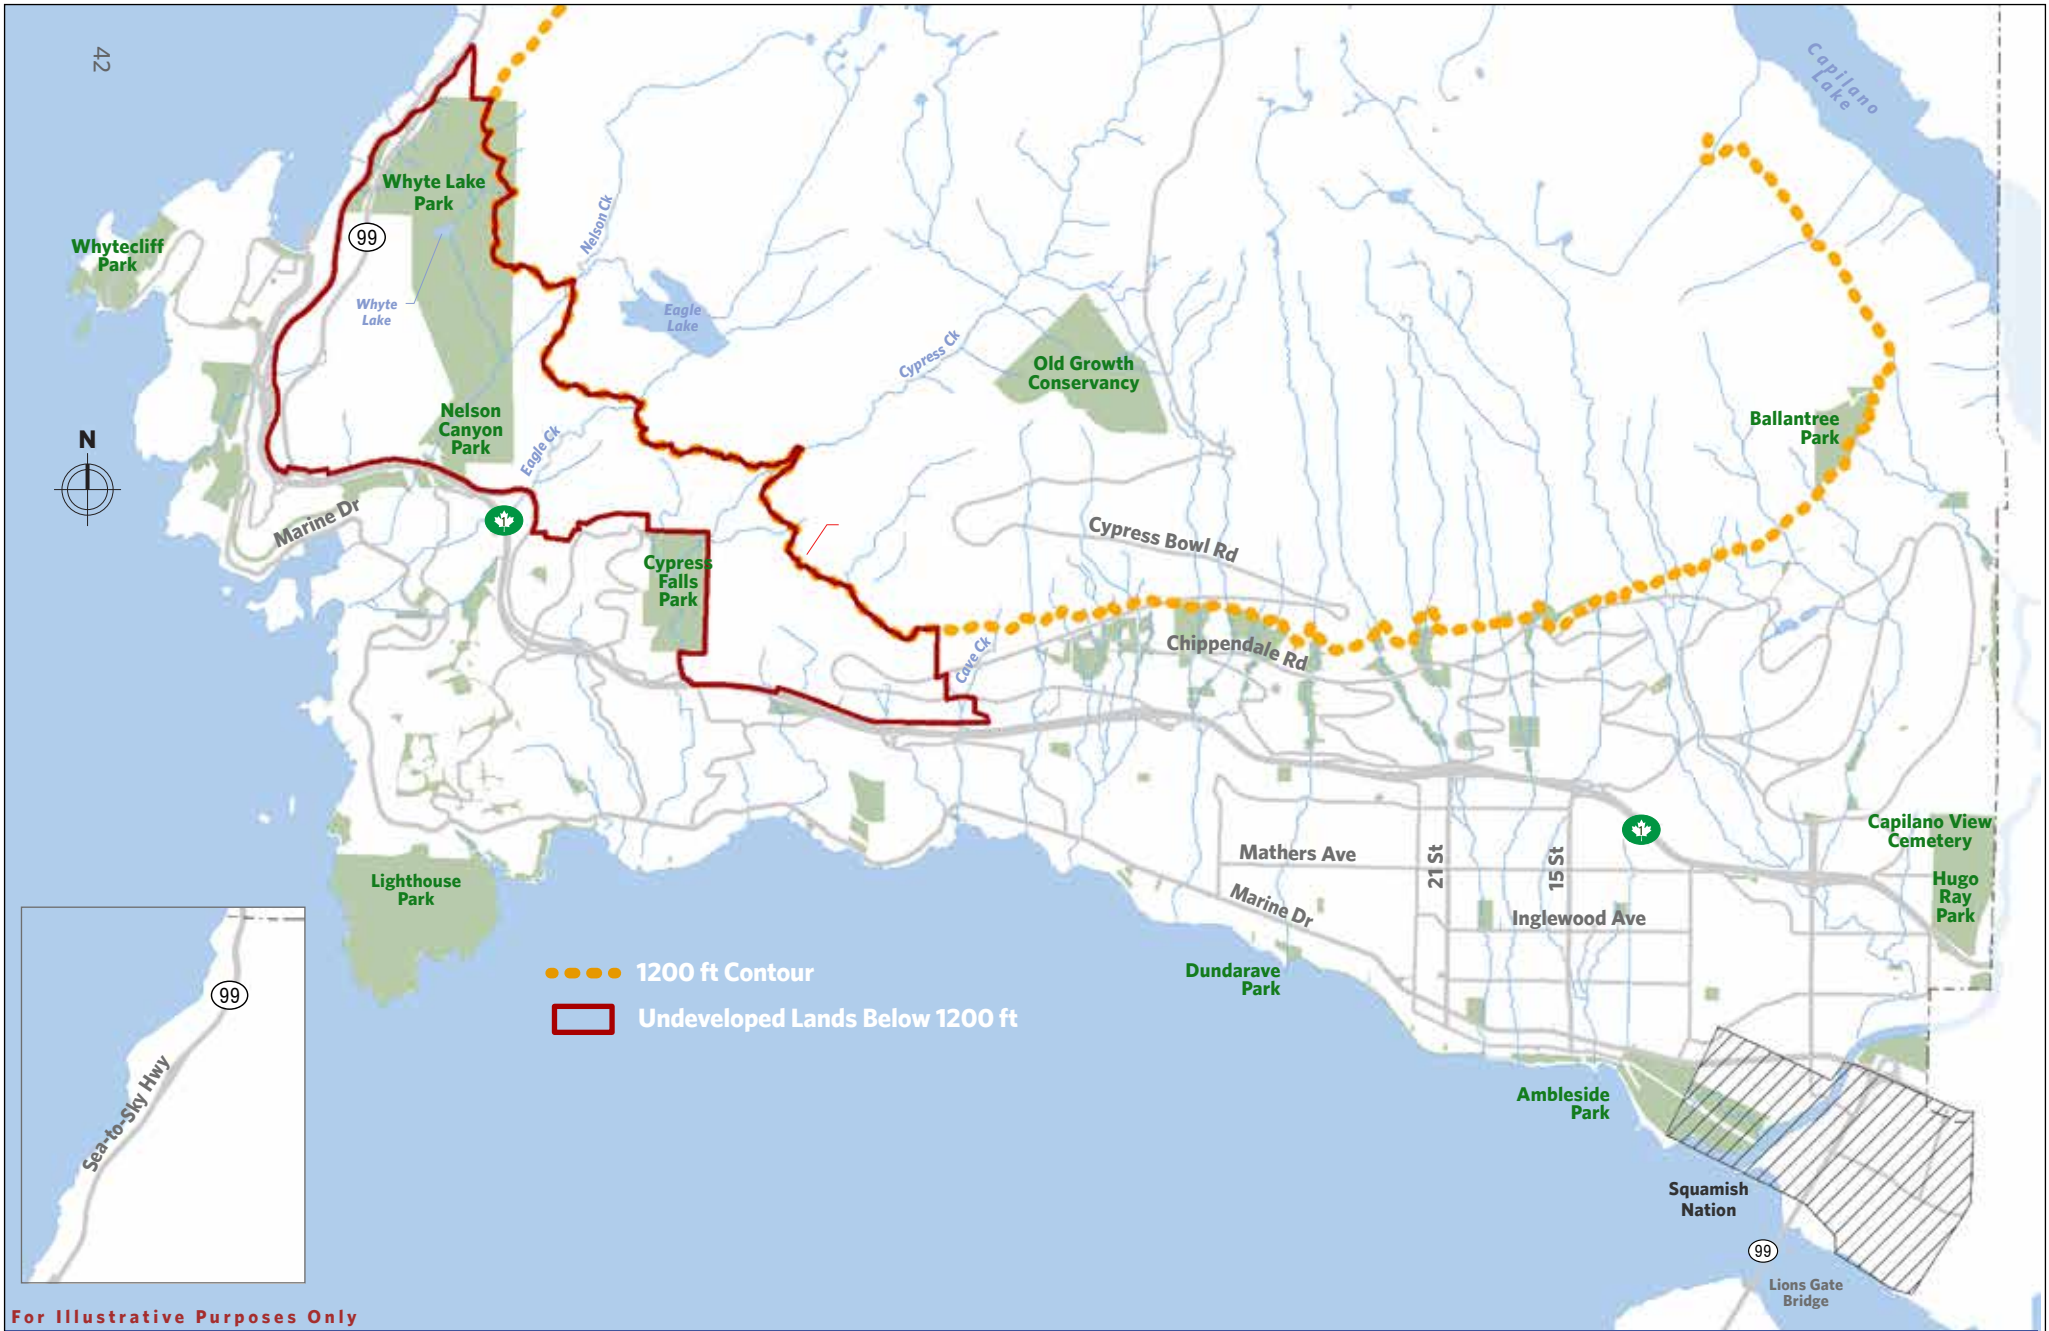 42
Capilano
Lake
Whyte Lake
Park
99
Whytecliff
Park
Nelson Ck
Whyte
Lake
Eagle
Lake
Cypress Ck
Old Growth
Conservancy
Nelson
Canyon
Park
Ballantree
Park
N
Eagle Ck
Marine Dr
1
Cypress Bowl Rd
Cypress
Falls
Park
Cave Ck
Chippendale Rd
Capilano View
Cemetery
1
Mathers Ave
21 St
15 St
Lighthouse
Park
Hugo
Ray
Park
Marine Dr
Inglewood Ave
1200 ft Contour
Dundarave
Park
99
Undeveloped Lands Below 1200 ft
Sea-to-Sky Hwy
Ambleside
Park
Squamish
Nation
99
Lions Gate
Bridge
For Illustrative Purposes Only